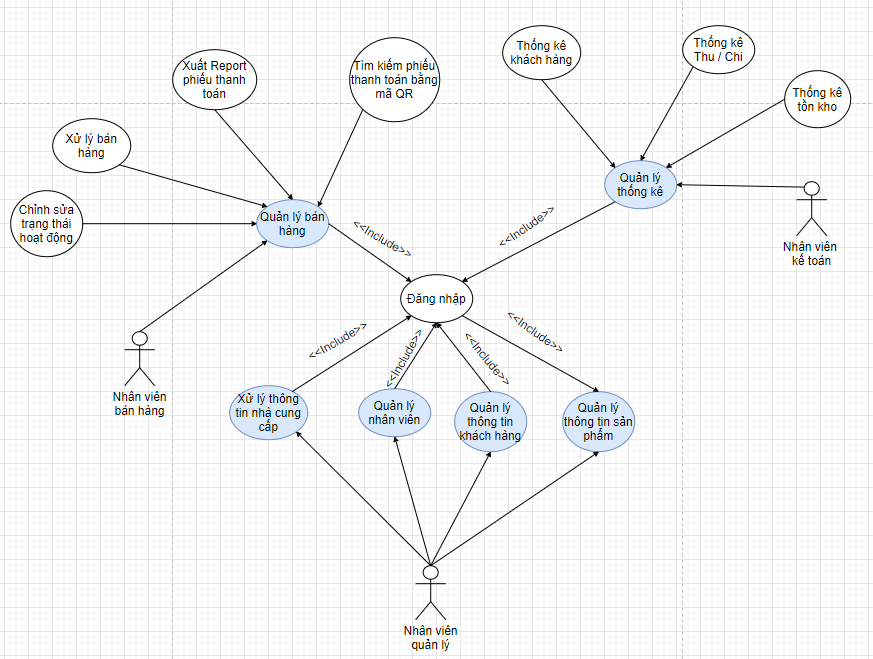 Thống kê
khách hàng
Thống kê
Thu / Chi
Xuất Report
phiếu thanh
toán
Tìm kiếm phiếu
thanh toán bằng
mã QR
Thống kê
tồn kho
Xử lý bán
hàng
Quản lý
thống kê
Chỉnh sửa
trạng thái
hoạt động
Quản lý bán
hàng
<<Include>>
<<Include>>
Nhân viên
kế toán
Đăng nhập
<<Include>>
<<Include>>
<<Include>>
<<Include>>
Nhân viên
bán hàng
Xử lý thông
tin nhà cung
cấp
Quản lý
nhân viên
Quản lý
thông tin
khách hàng
Quản lý
thông tin sản
phẩm
Nhân viên
quản lý